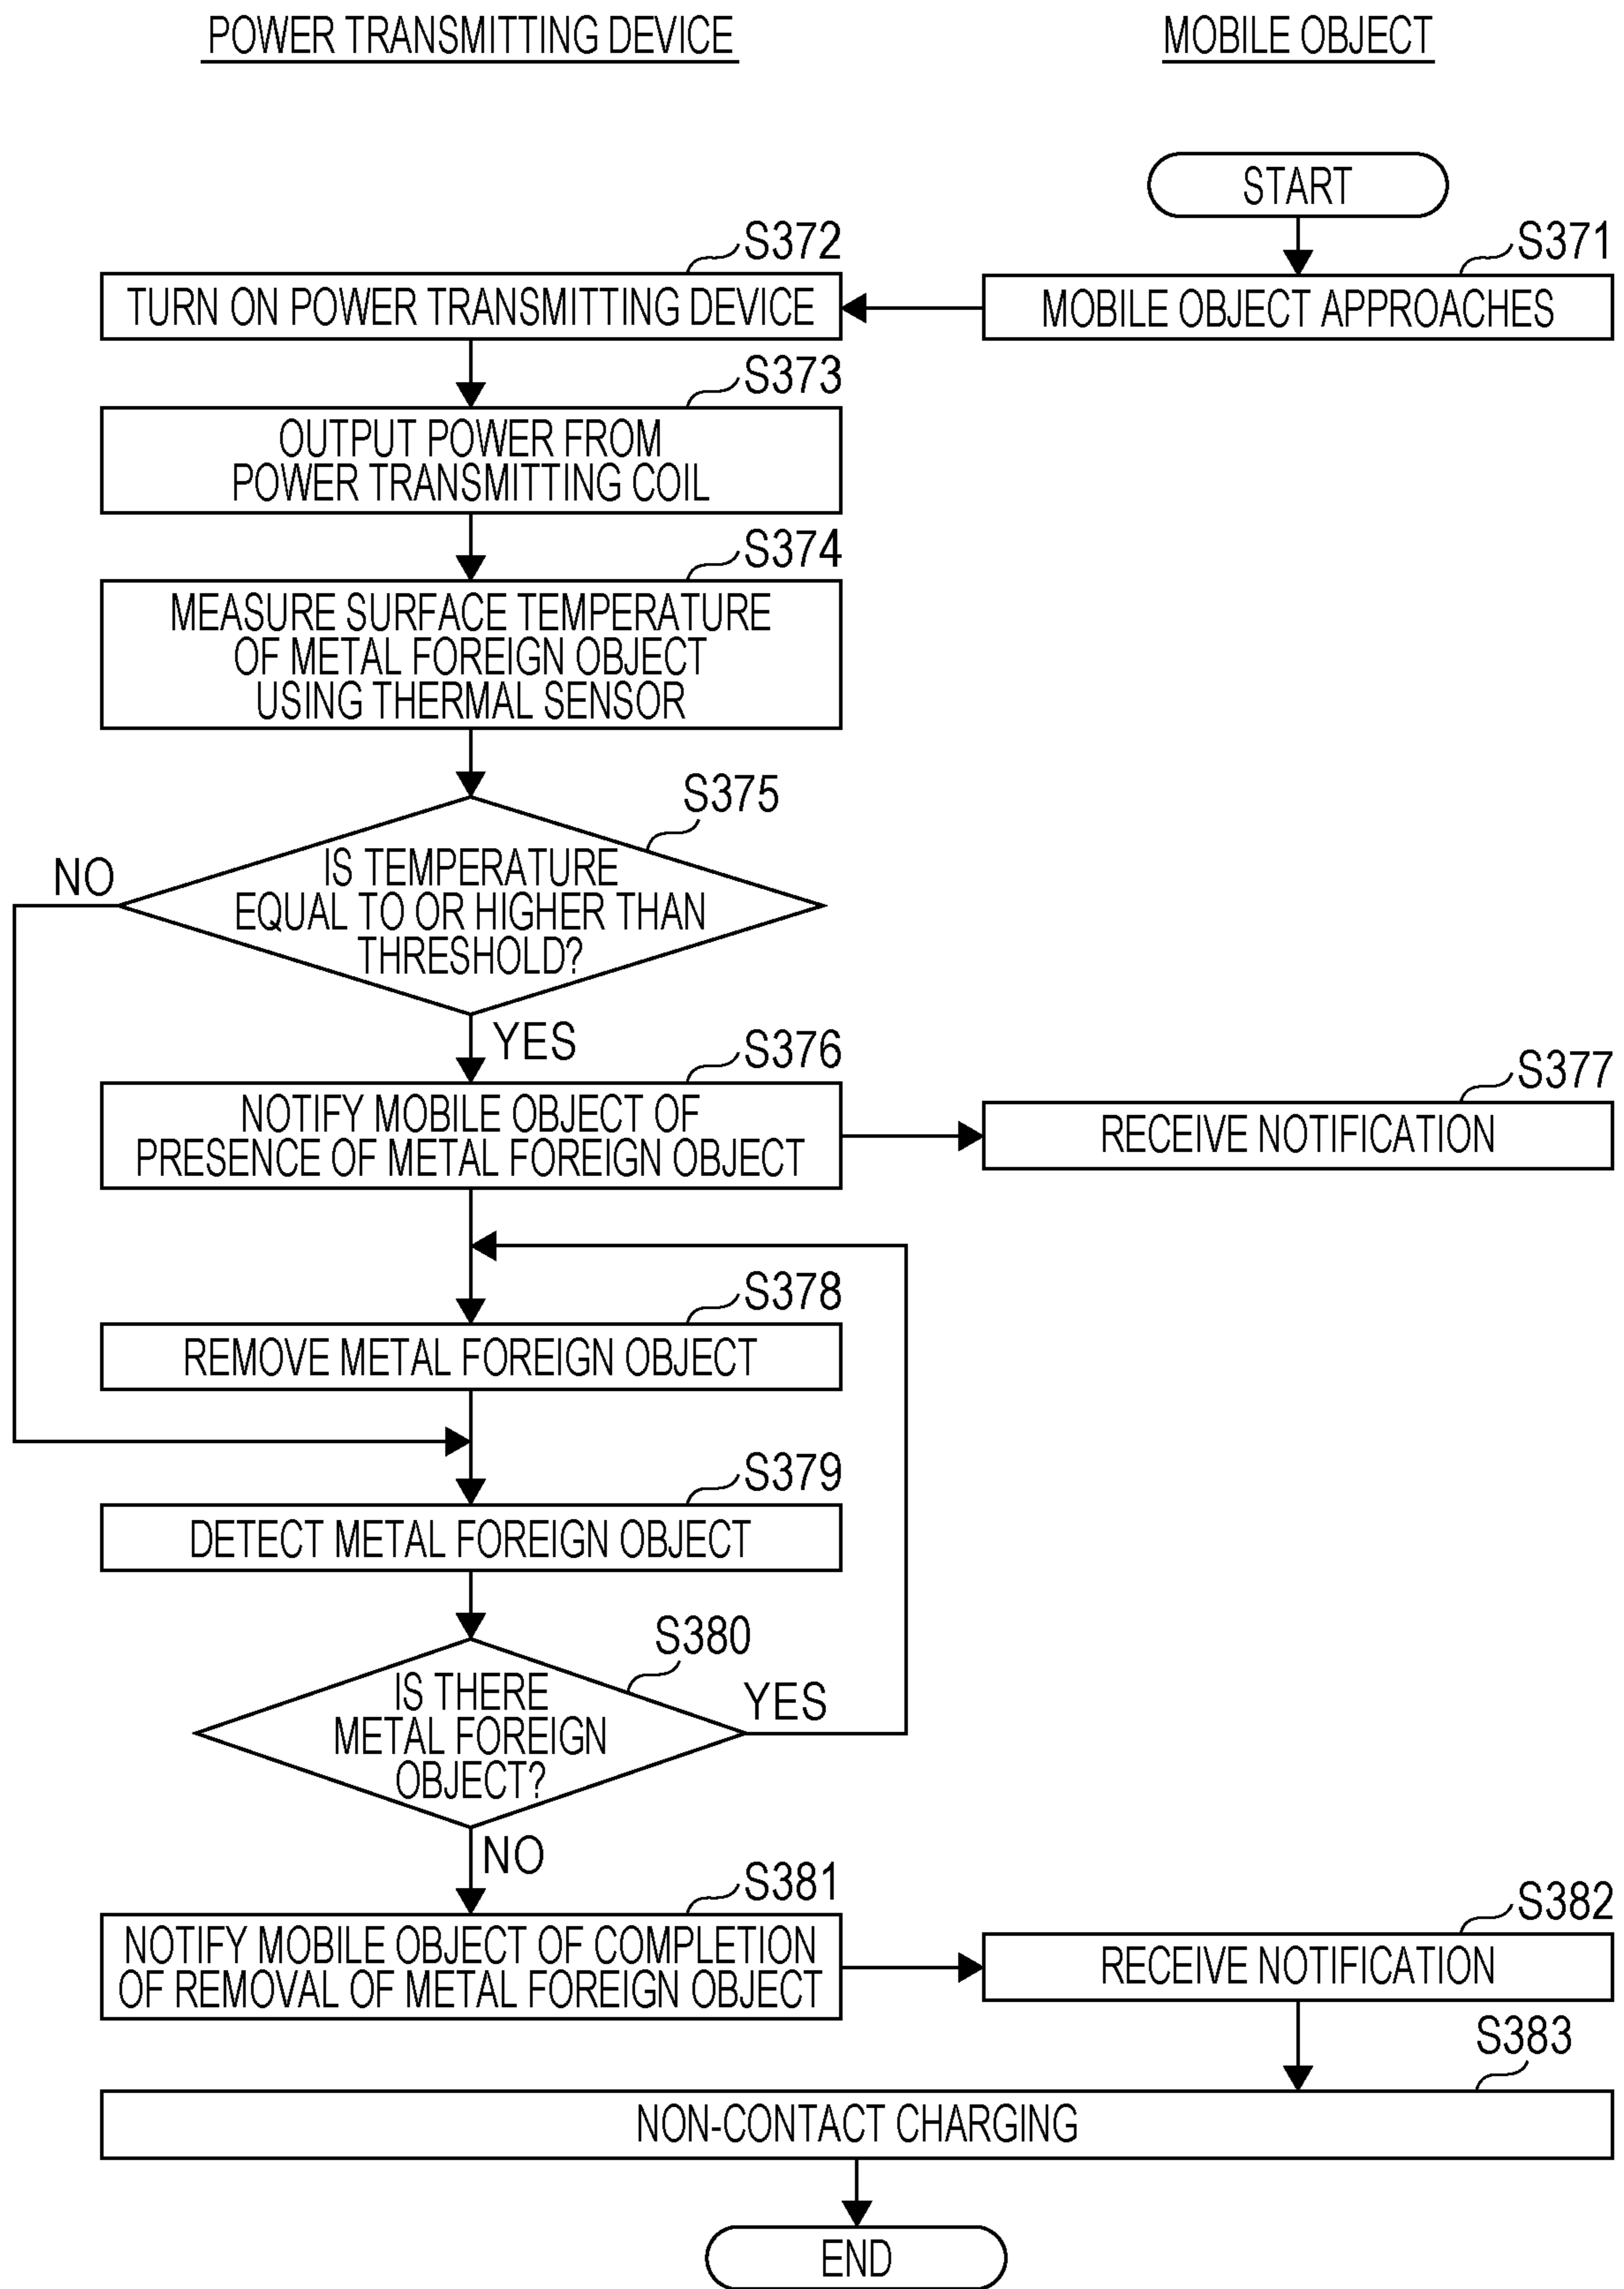 POWER TRANSMITTING DEVICE
MOBILE OBJECT
START
S371
MOBILE OBJECT APPROACHES
S372
TURN ON POWER TRANSMITTING DEVICE
S373
OUTPUT POWER FROM
POWER TRANSMITTING COIL
S374
MEASURE SURFACE TEMPERATURE
OF METAL FOREIGN OBJECT
USING THERMAL SENSOR
S375
IS TEMPERATURE
EQUAL TO OR HIGHER THAN
THRESHOLD?
NO
YES
S376
NOTIFY MOBILE OBJECT OF
PRESENCE OF METAL FOREIGN OBJECT
S377
RECEIVE NOTIFICATION
S378
REMOVE METAL FOREIGN OBJECT
S379
DETECT METAL FOREIGN OBJECT
S380
IS THERE
METAL FOREIGN
OBJECT?
YES
NO
S381
NOTIFY MOBILE OBJECT OF COMPLETION
OF REMOVAL OF METAL FOREIGN OBJECT
S382
RECEIVE NOTIFICATION
S383
NON-CONTACT CHARGING
END